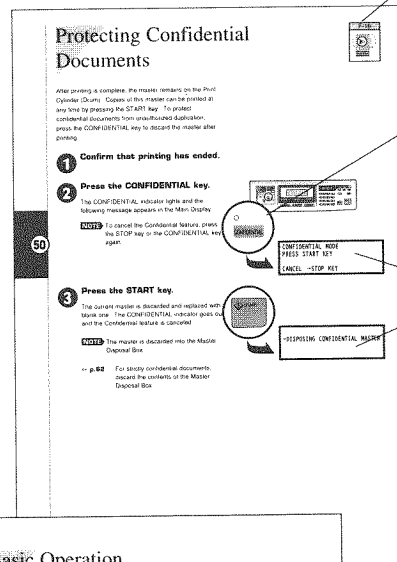 Protecting Confidential
Documents
After printing is complete, the master remains on the Print
Cylinder (Drum). Copies of this master can be printed at
any time by pressing the START key. To protect
confidential documents from unauthorized duplication,
press the CONFIDENTIAL key to discard the master after
printing.
1 Confirm that printing has ended.
2 Press the CONFIDENTIAL key.
The CONFIDENTIAL indicator lights and the
following message appears in the Main Display.
NOTE: To cancel the Confidential feature, press
the STOP key or the CONFIDENTIAL key
again.
CONFIDENTIAL MODE
PRESS START KEY
CANCEL →STOP KEY
50
3 Press the START key.
The current master is discarded and replaced with a
blank one. The CONFIDENTIAL indicator goes out
and the Confidential feature is canceled.
NOTE: The master is discarded into the Master
Disposal Box.
p.62 For strictly confidential documents,
discard the contents of the Master
Disposal Box.
-DISPOSING CONFIDENTIAL MASTER
Basic Operation